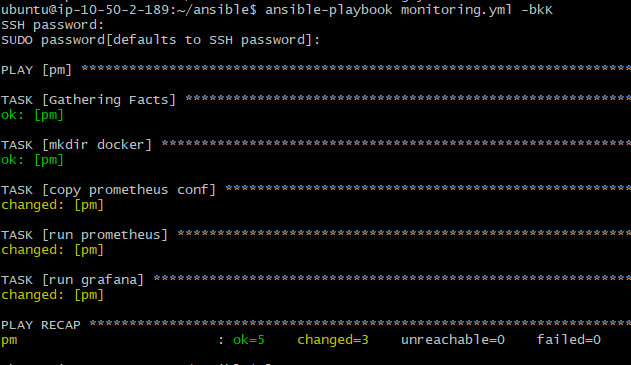 ubuntu@ip-10-50-2-189:~/ansible$ ansible-playbook monitoring.yml -bkK
SSH password:
SUDO password[defaults to SSH password]:
PLAY [pm] *************************************************************************
TASK [Gathering Facts] ************************************************************
ok: [pm]
TASK [mkdir docker] ***************************************************************
ok: [pm]
TASK [copy prometheus conf] *******************************************************
changed: [pm]
TASK [run prometheus] *************************************************************
changed: [pm]
TASK [run grafana] ****************************************************************
changed: [pm]
PLAY RECAP ************************************************************************
pm                         : ok=5    changed=3    unreachable=0    failed=0